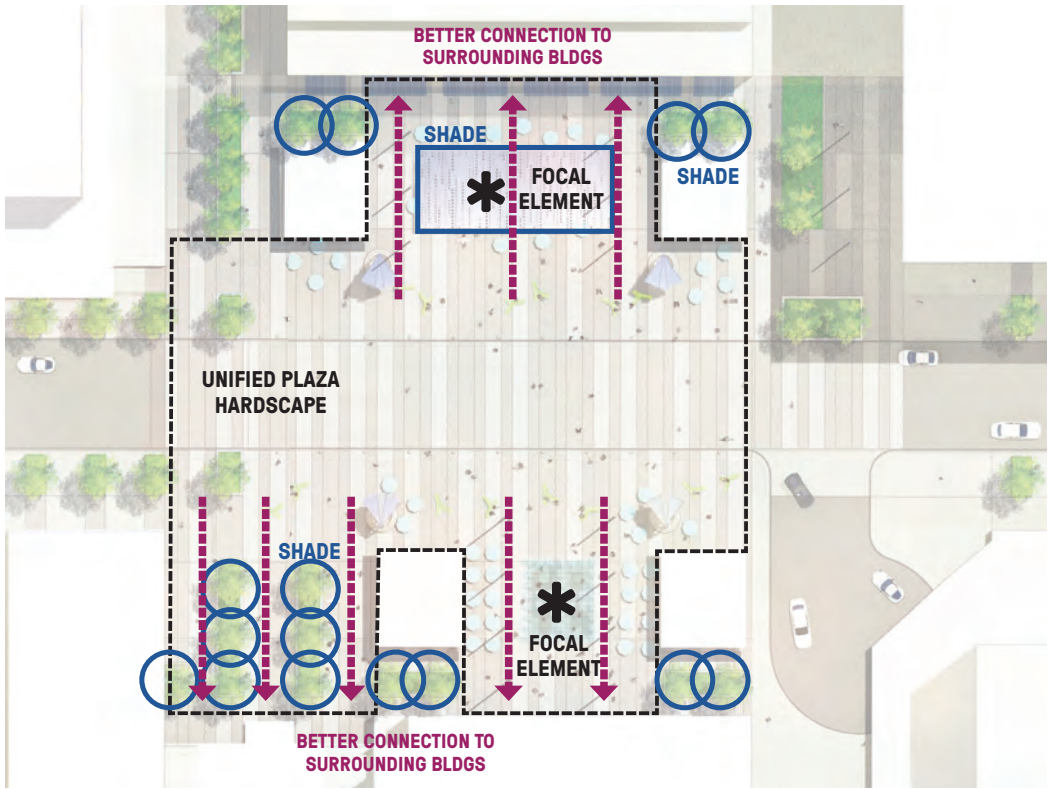 BETTER CONNECTION TO
SURROUNDING BLDGS
SHADE
FOCAL
ELEMENT
SHADE
UNIFIED PLAZA
HARDSCAPE
SHADE
FOCAL
ELEMENT
BETTER CONNECTION TO
SURROUNDING BLDGS